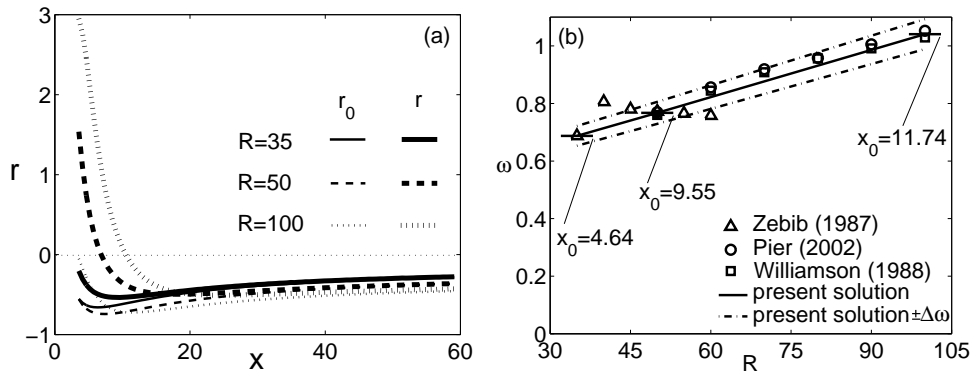 (a)
3
2
1
0
−1
r
0
20
40
60
x
r0 r
R=35
R=50
R=100
(b)
1
0.8
0.6
0.4
0.2
0
ω
30
45
60
75
90
105
R
x0=11.74
x0=9.55
x0=4.64
Zebib (1987)
Pier (2002)
Williamson (1988)
present solution
present solution±Δω